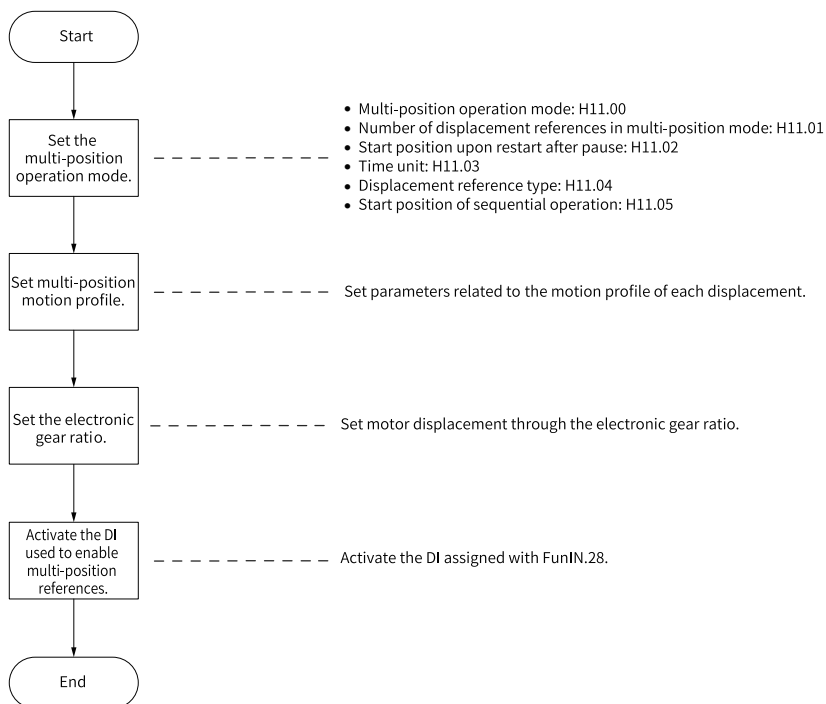 Start
Set the
multi-position
operation mode.
• Multi-position operation mode: H11.00
• Number of displacement references in multi-position mode: H11.01
• Start position upon restart after pause: H11.02
• Time unit: H11.03
• Displacement reference type: H11.04
• Start position of sequential operation: H11.05
Set multi-position
motion profile.
Set parameters related to the motion profile of each displacement.
Set the electronic
gear ratio.
Set motor displacement through the electronic gear ratio.
Activate the DI
used to enable
multi-position
references.
Activate the DI assigned with FunIN.28.
End